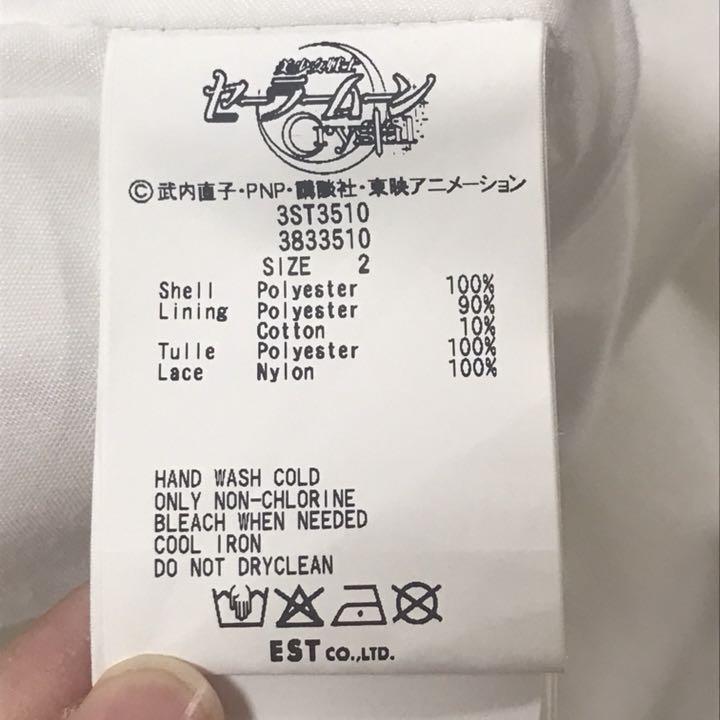 美少女戦士
セーラームーン
Crystal
©武内直子・PNP・講談社・東映アニメーション
3ST3510
3833510
SIZE 2
Shell Polyester 100%
Lining Polyester 90%
Cotton 10%
Tulle Polyester 100%
Lace Nylon 100%
HAND WASH COLD
ONLY NON-CHLORINE
BLEACH WHEN NEEDED
COOL IRON
DO NOT DRYCLEAN
EST CO.,LTD.